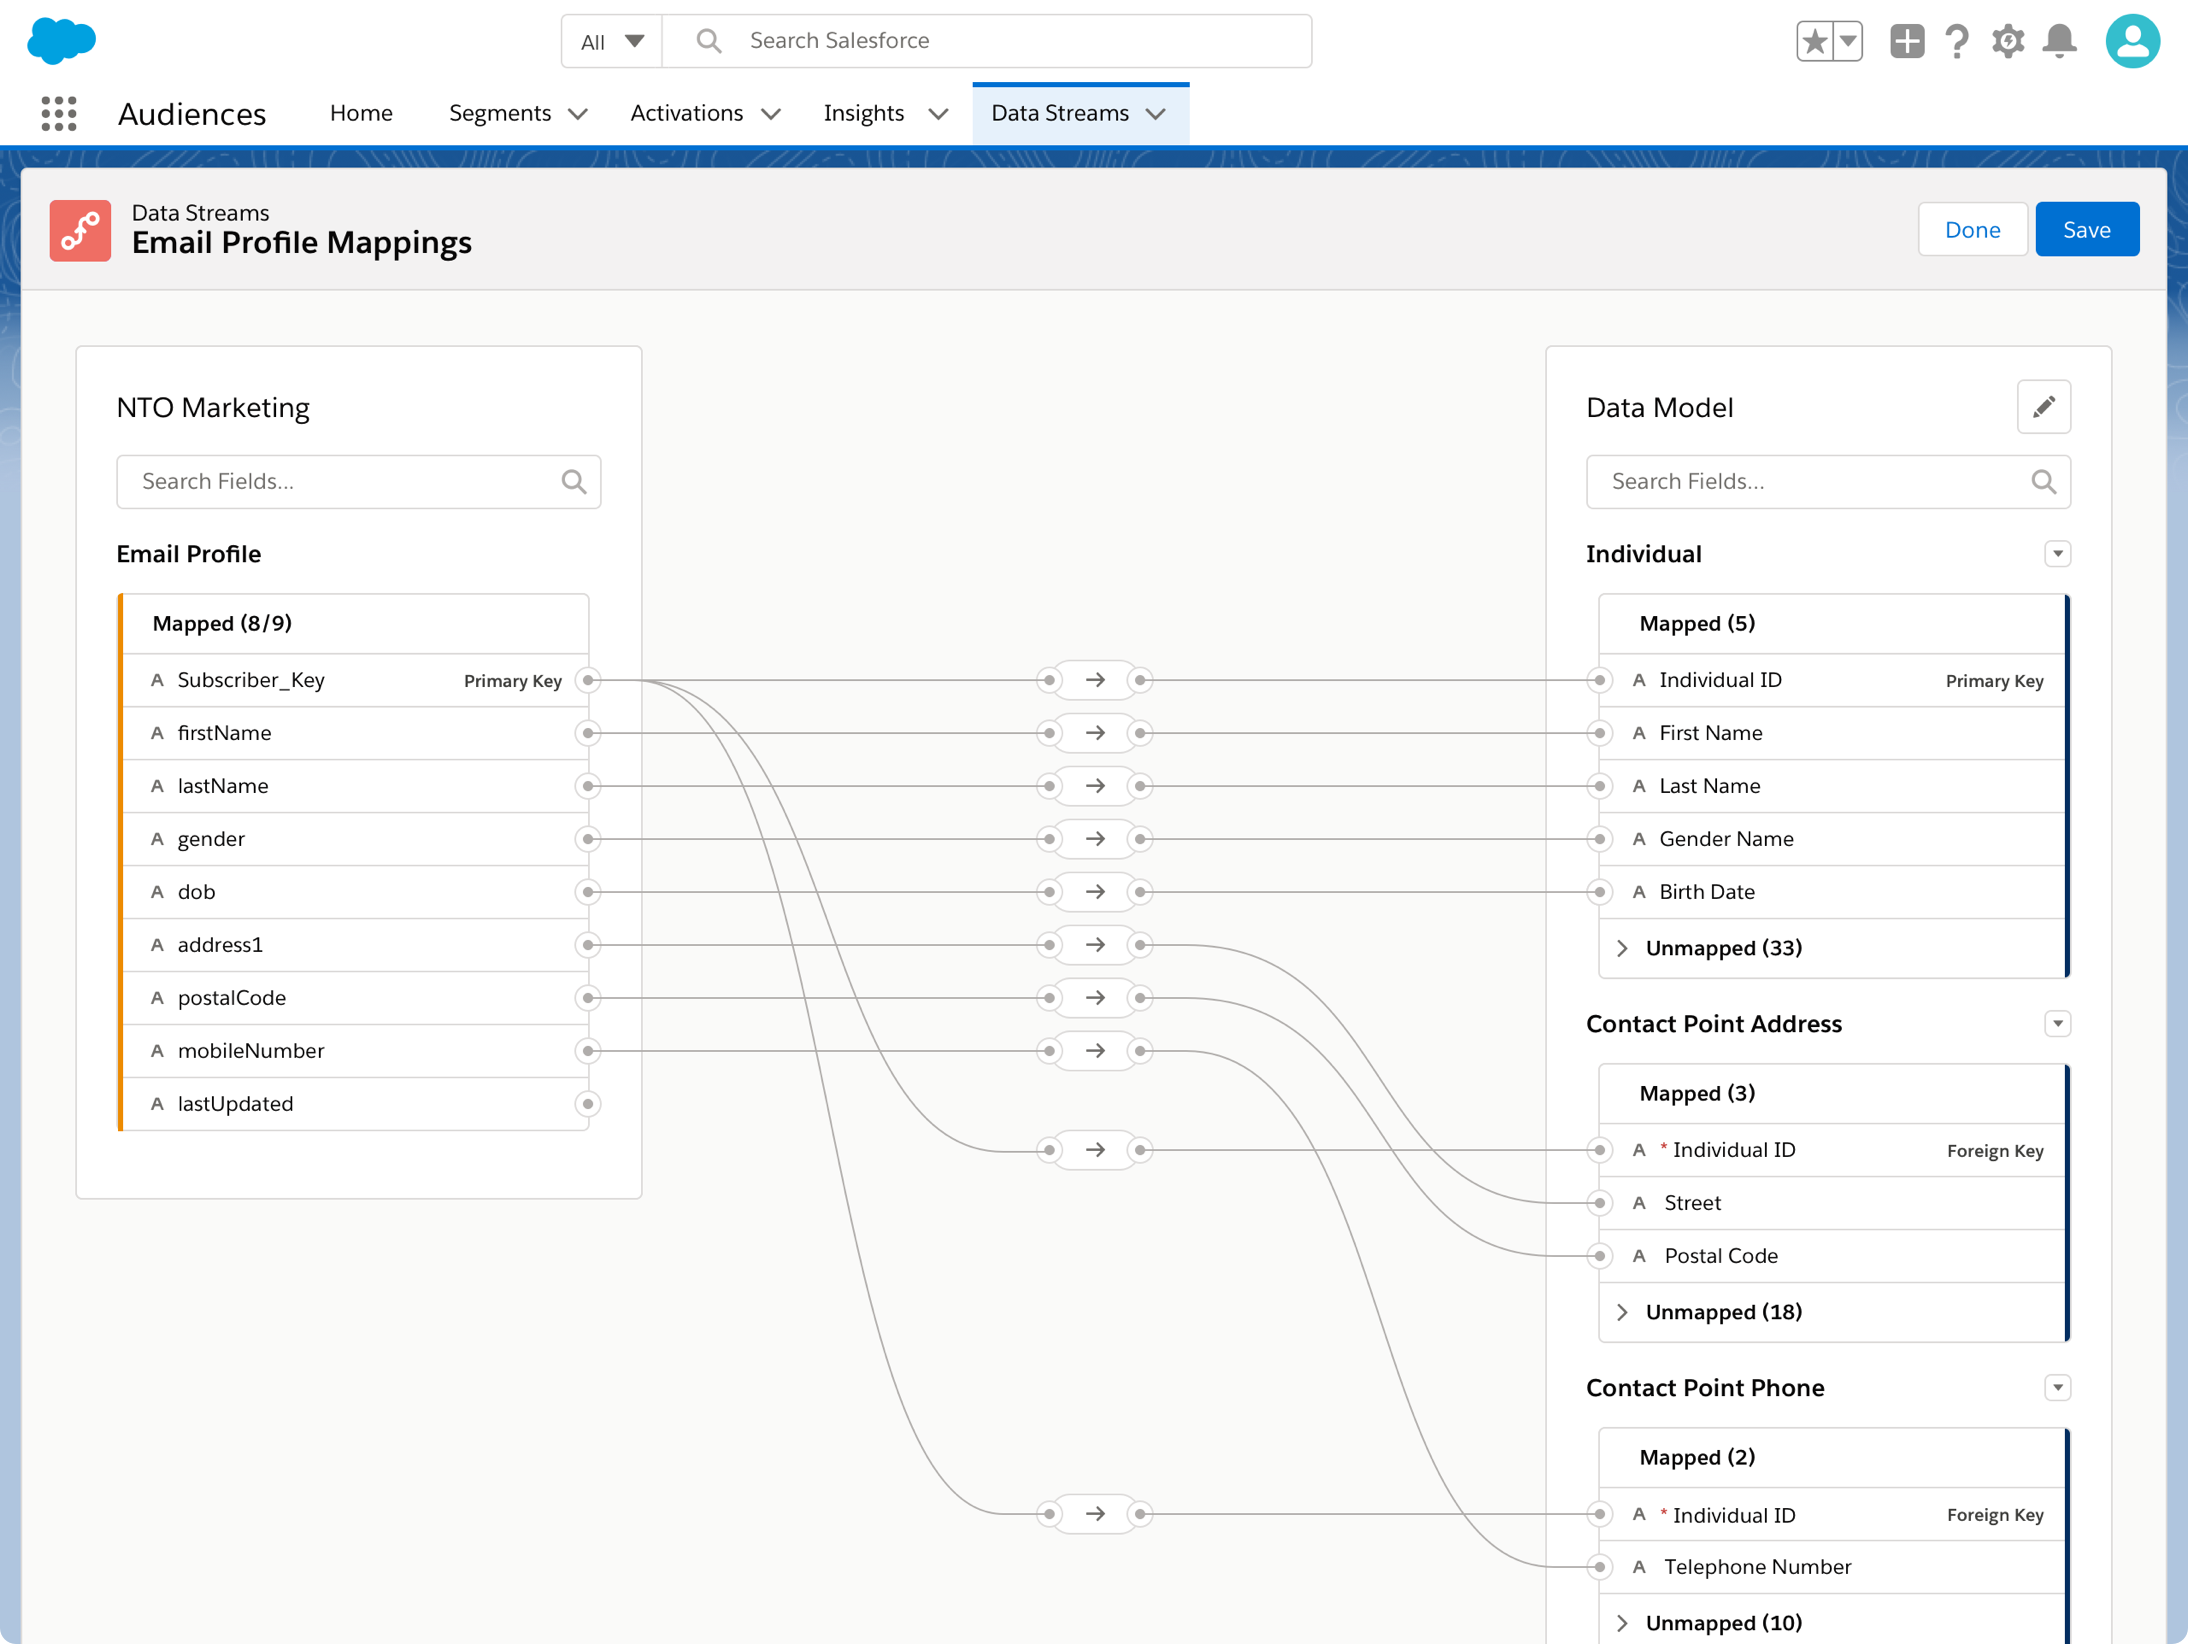 All
Search Salesforce
Audiences
Home
Segments
Activations
Insights
Data Streams
Data Streams
Email Profile Mappings
Done
Save
NTO Marketing
Search Fields...
Email Profile
Mapped (8/9)
A Subscriber_Key Primary Key
A firstName
A lastName
A gender
A dob
A address1
A postalCode
A mobileNumber
A lastUpdated
Data Model
Search Fields...
Individual
Mapped (5)
A Individual ID Primary Key
A First Name
A Last Name
A Gender Name
A Birth Date
Unmapped (33)
Contact Point Address
Mapped (3)
A * Individual ID Foreign Key
A Street
A Postal Code
Unmapped (18)
Contact Point Phone
Mapped (2)
A * Individual ID Foreign Key
A Telephone Number
Unmapped (10)